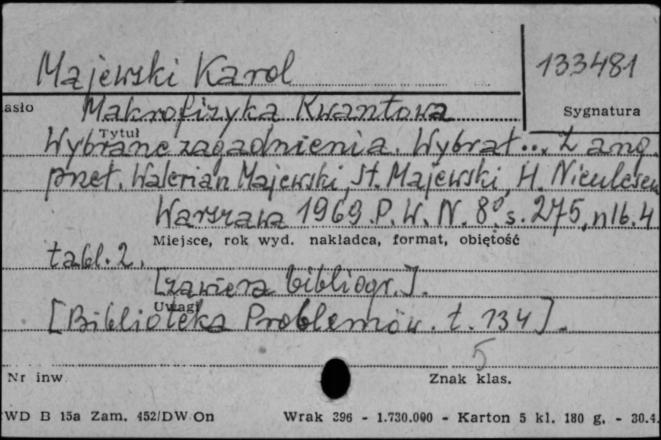 Majewski Karol
133481
asło
Makrofizyka Kwantowa
Sygnatura
Tytuł
Wybrane zagadnienia. Wybrał... Z ang.
przeł. Walerian Majewski, St. Majewski, H. Niculescu
Warszawa 1969. P.W.N. 8° s. 275, nlb. 4
Miejsce, rok wyd. nakładca, format, objętość
tabl. 2.
[zawiera bibliogr.].
Uwagi
[Biblioteka Problemów. t. 134].
5
Nr inw.
Znak klas.
WD B 15a Zam. 452/DW On
Wrak 296 - 1.730.000 - Karton 5 kl. 180 g. - 30.4.